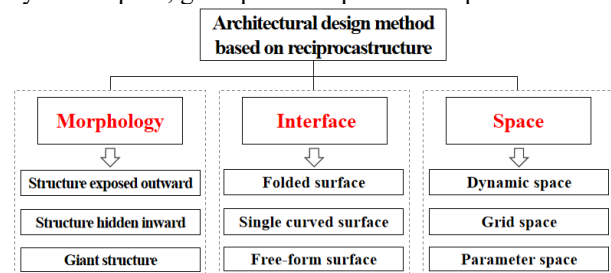 Architectural design method
based on reciprocastructure
Morphology
Interface
Space
Structure exposed outward
Folded surface
Dynamic space
Structure hidden inward
Single curved surface
Grid space
Giant structure
Free-form surface
Parameter space